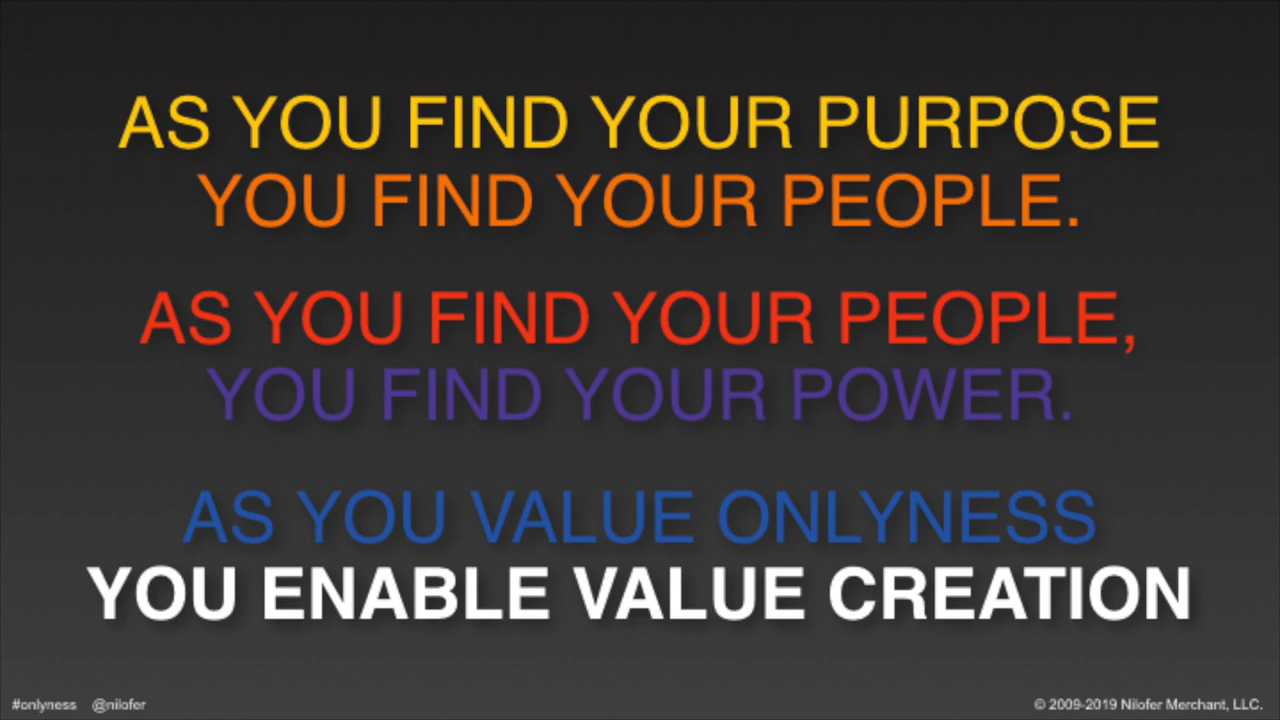 AS YOU FIND YOUR PURPOSE
YOU FIND YOUR PEOPLE.
AS YOU FIND YOUR PEOPLE,
YOU FIND YOUR POWER.
AS YOU VALUE ONLYNESS
YOU ENABLE VALUE CREATION
#onlyness @nilofer
© 2009-2019 Nilofer Merchant, LLC.